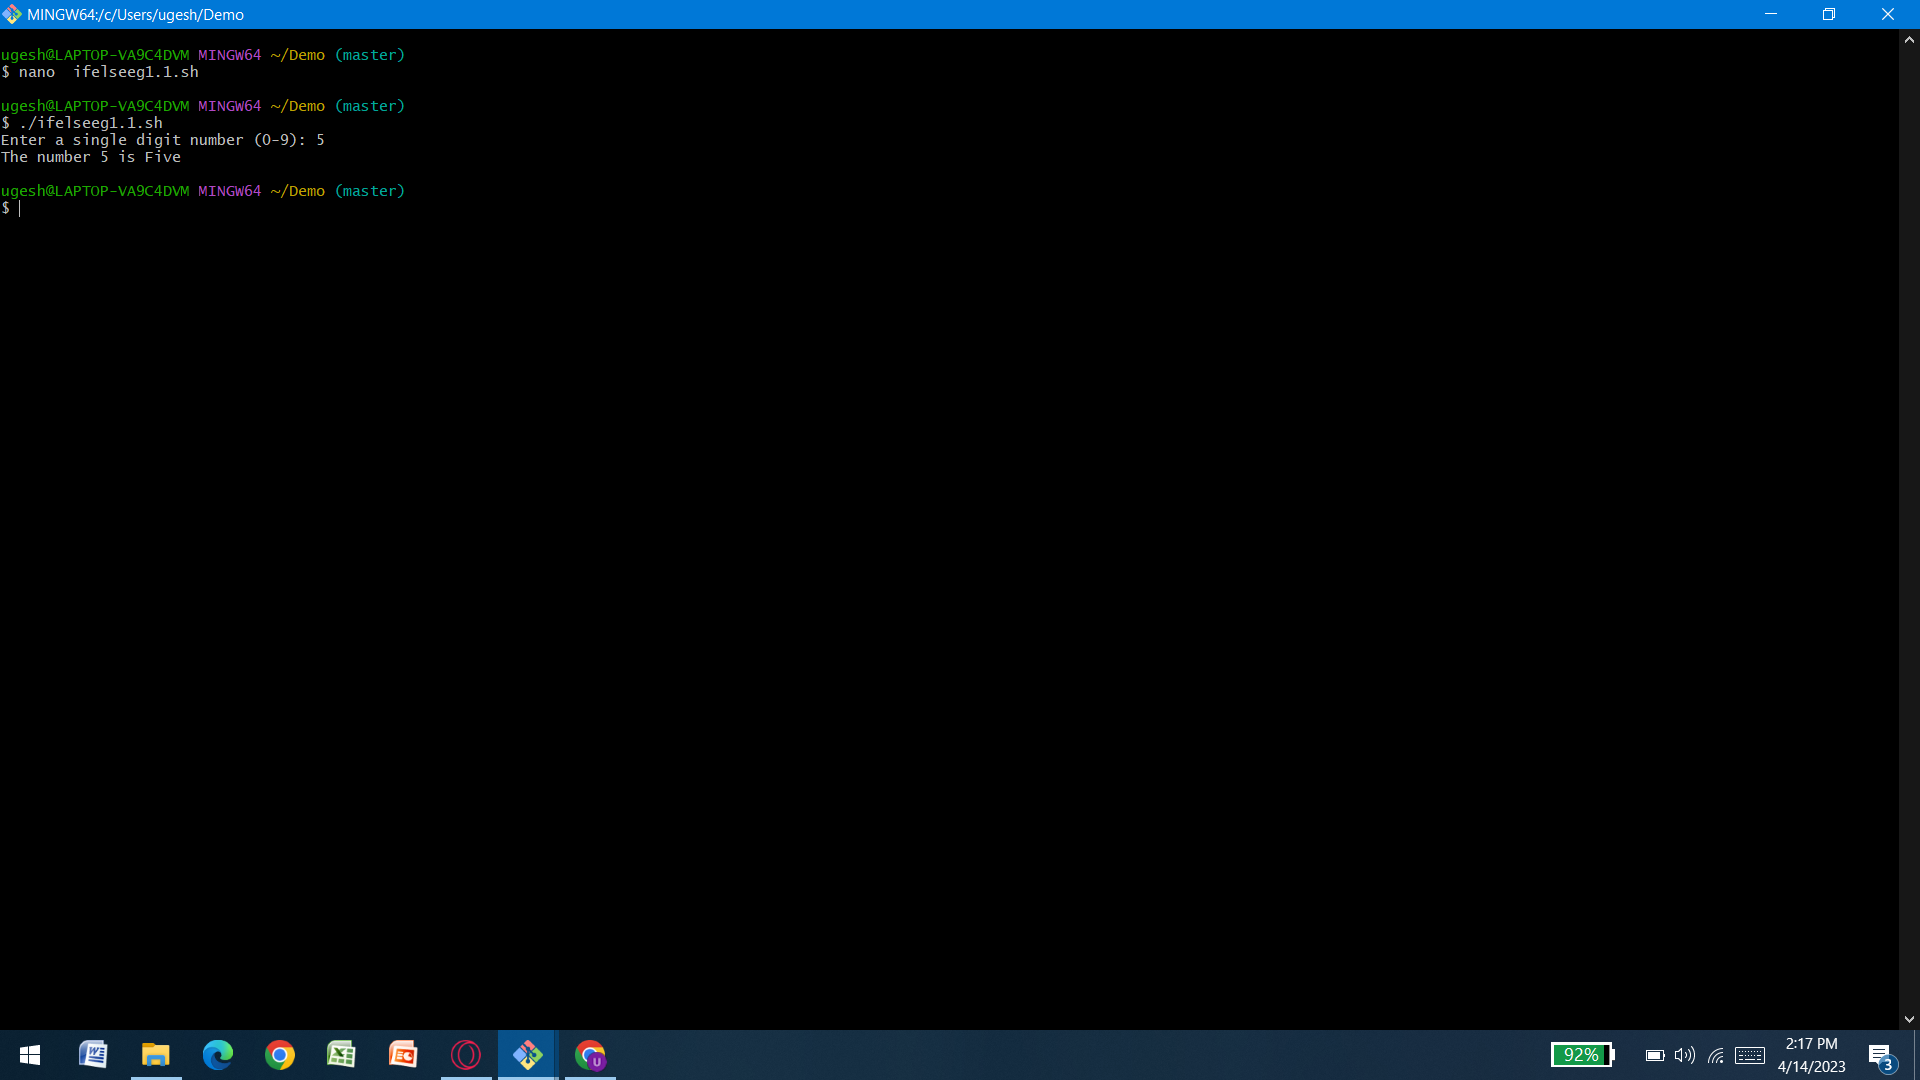 MINGW64:/c/Users/ugesh/Demo
ugesh@LAPTOP-VA9C4DVM MINGW64 ~/Demo (master)
$ nano  ifelseeg1.1.sh
ugesh@LAPTOP-VA9C4DVM MINGW64 ~/Demo (master)
$ ./ifelseeg1.1.sh
Enter a single digit number (0-9): 5
The number 5 is Five
ugesh@LAPTOP-VA9C4DVM MINGW64 ~/Demo (master)
$
92%
2:17 PM
4/14/2023
3